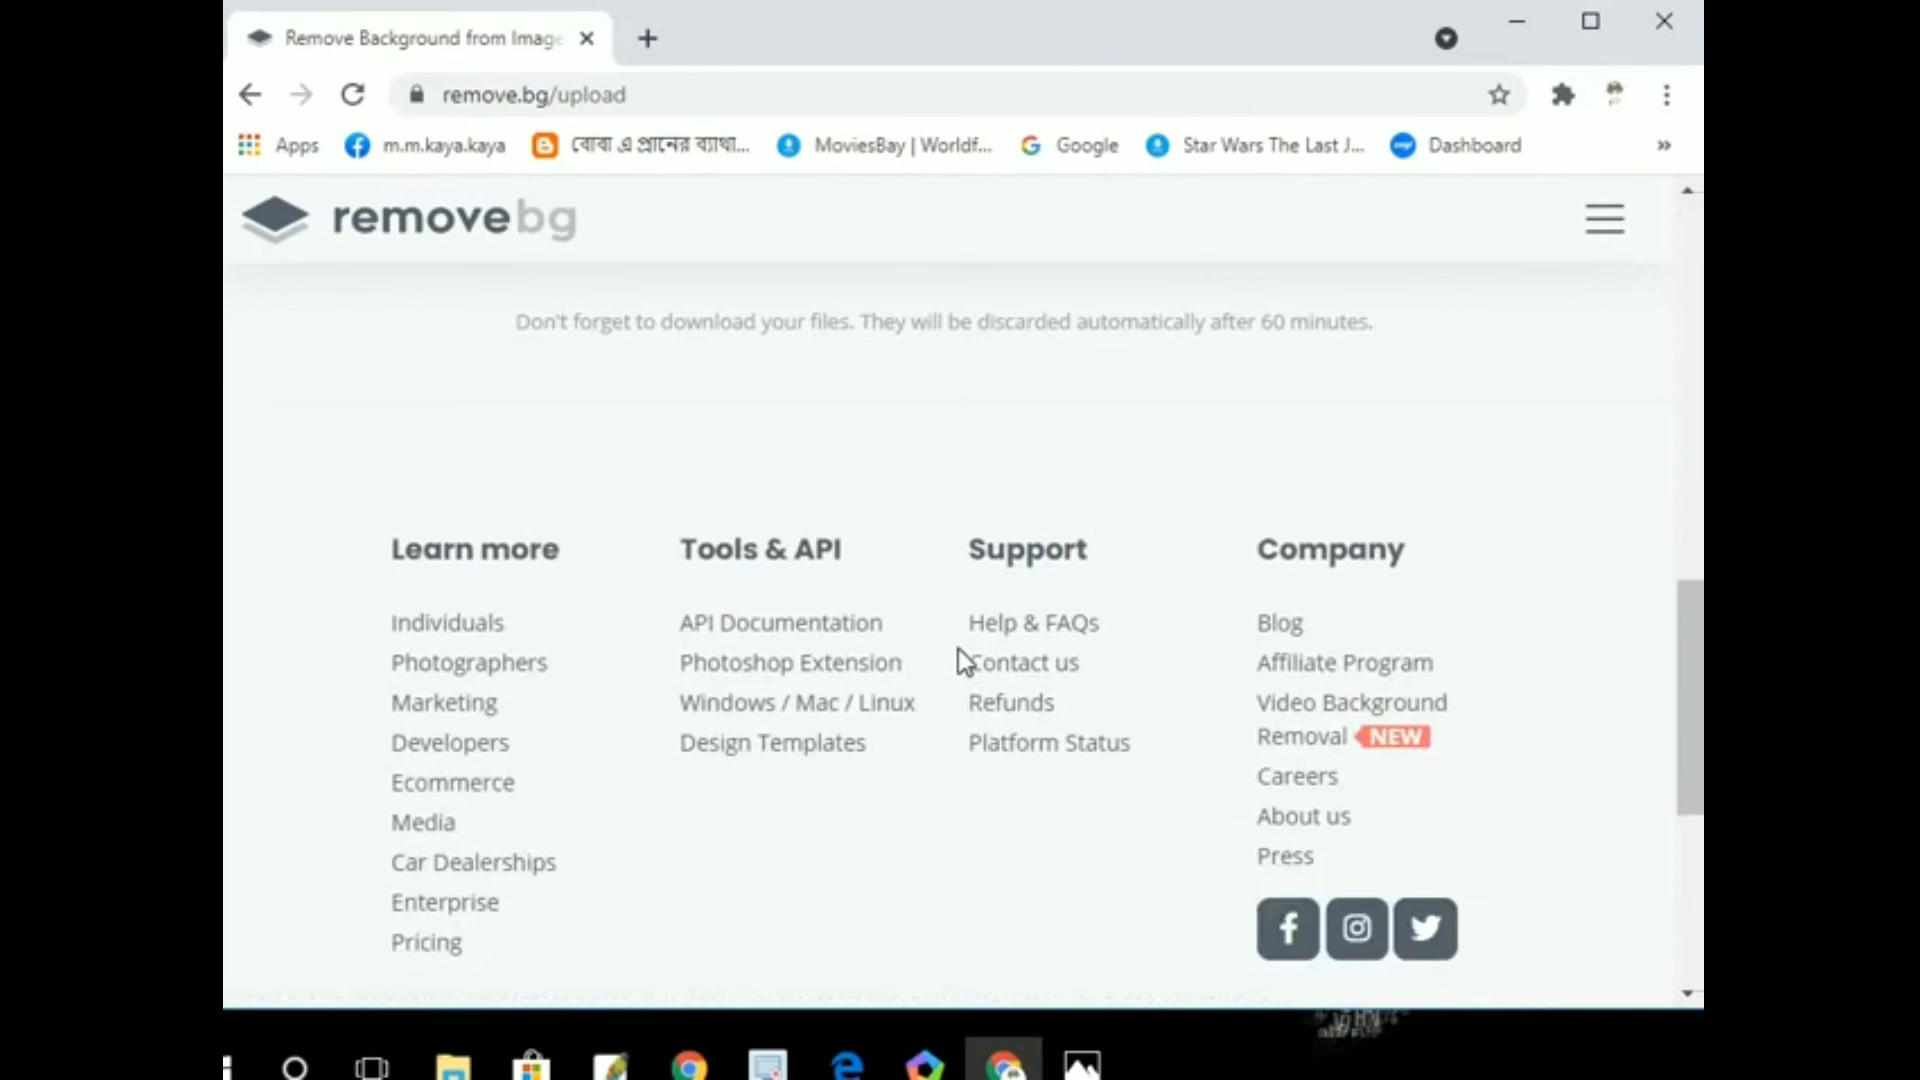 Remove Background from Image
remove.bg/upload
Apps
m.m.kaya.kaya
বোবা এ প্রানের ব্যাথা...
MoviesBay | Worldf...
Google
Star Wars The Last J...
Dashboard
removebg
Don't forget to download your files. They will be discarded automatically after 60 minutes.
Learn more
Individuals
Photographers
Marketing
Developers
Ecommerce
Media
Car Dealerships
Enterprise
Pricing
Tools & API
API Documentation
Photoshop Extension
Windows / Mac / Linux
Design Templates
Support
Help & FAQs
Contact us
Refunds
Platform Status
Company
Blog
Affiliate Program
Video Background
Removal NEW
Careers
About us
Press